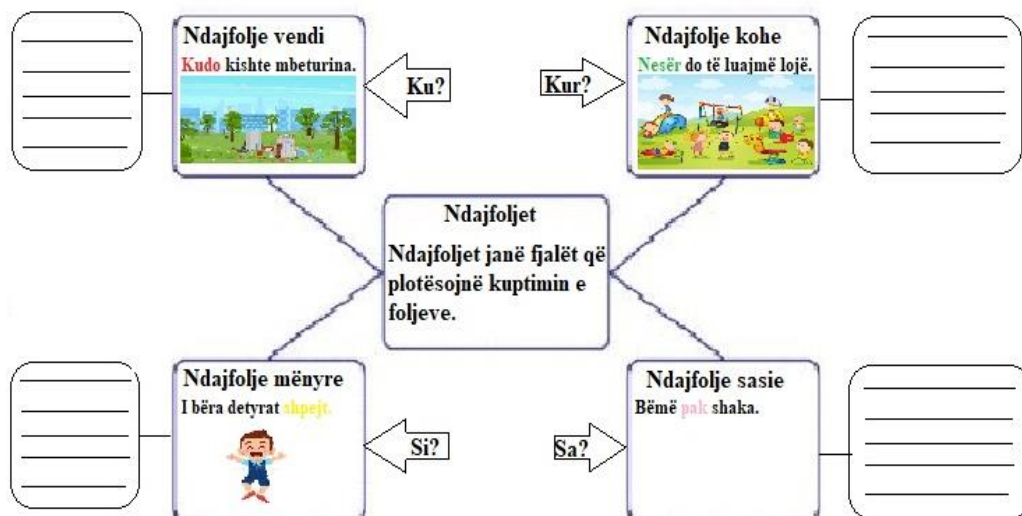 Ndajfolje vendi
Kudo kishte mbeturina.
Ku?
Kur?
Ndajfolje kohe
Nesër do të luajmë lojë.
Ndajfoljet
Ndajfoljet janë fjalët që
plotësojnë kuptimin e
foljeve.
Ndajfolje mënyre
I bëra detyrat shpejt.
Si?
Sa?
Ndajfolje sasie
Bëmë pak shaka.